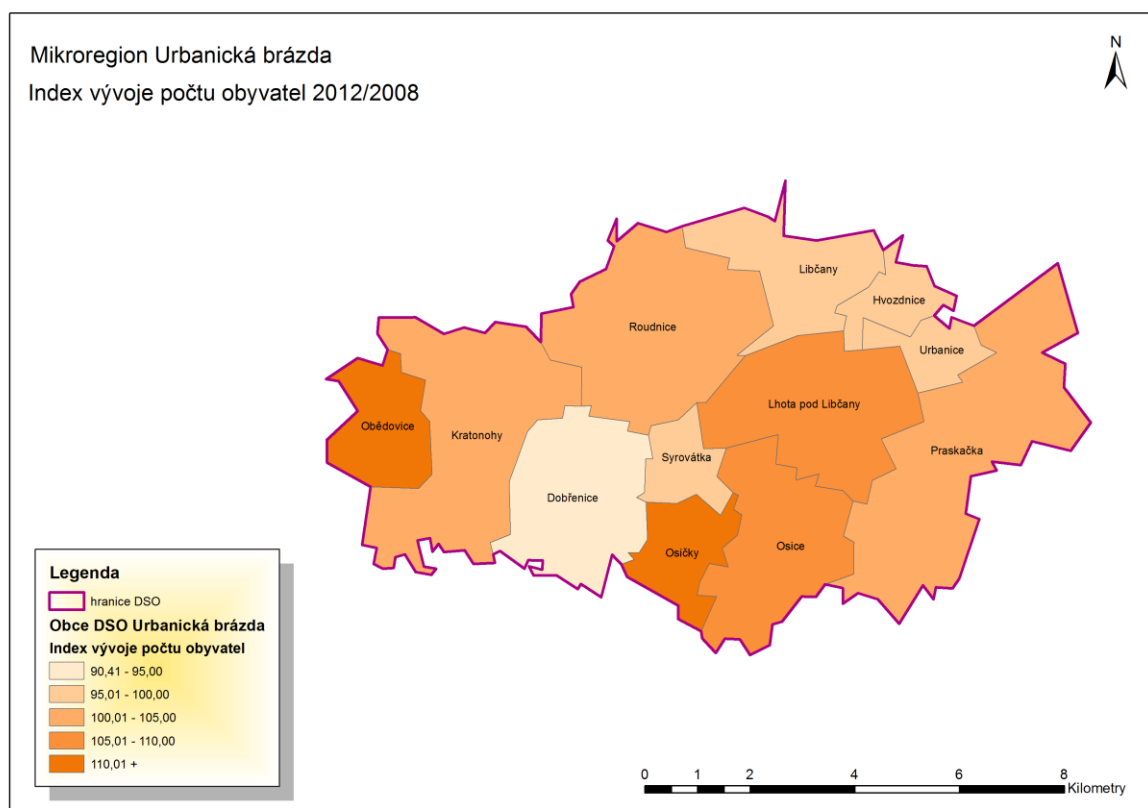 Mikroregion Urbanická brázda
Index vývoje počtu obyvatel 2012/2008
N
Libčany
Hvozdnice
Roudnice
Urbanice
Lhota pod Libčany
Obědovice
Kratonohy
Praskačka
Syrovátka
Dobřenice
Osičky
Osice
Legenda
hranice DSO
Obce DSO Urbanická brázda
Index vývoje počtu obyvatel
90,41 - 95,00
95,01 - 100,00
100,01 - 105,00
105,01 - 110,00
110,01 +
0 1 2 4 6 8
Kilometry